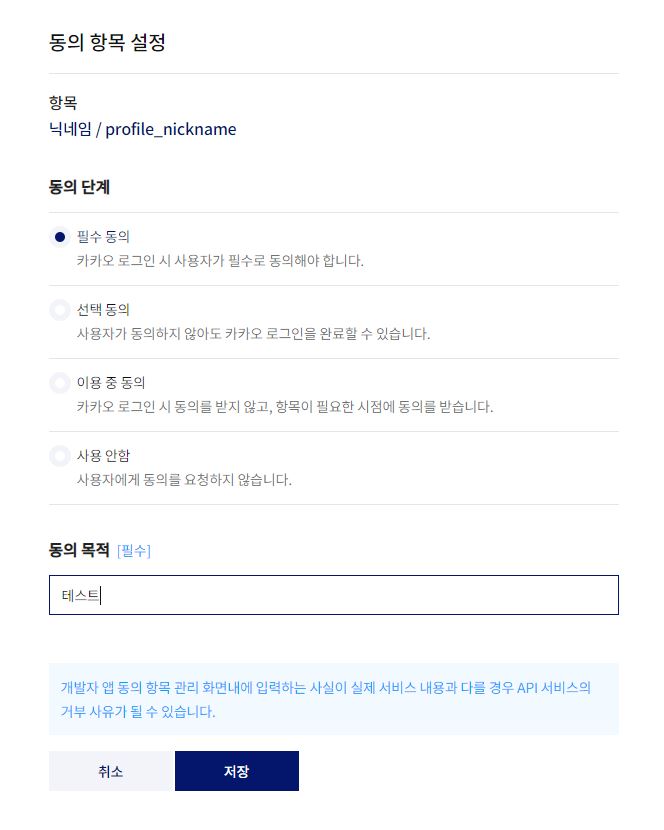 동의 항목 설정
항목
닉네임 / profile_nickname
동의 단계
필수 동의
카카오 로그인 시 사용자가 필수로 동의해야 합니다.
선택 동의
사용자가 동의하지 않아도 카카오 로그인을 완료할 수 있습니다.
이용 중 동의
카카오 로그인 시 동의를 받지 않고, 항목이 필요한 시점에 동의를 받습니다.
사용 안함
사용자에게 동의를 요청하지 않습니다.
동의 목적 [필수]
테스트
개발자 앱 동의 항목 관리 화면내에 입력하는 사실이 실제 서비스 내용과 다를 경우 API 서비스의
거부 사유가 될 수 있습니다.
취소 저장